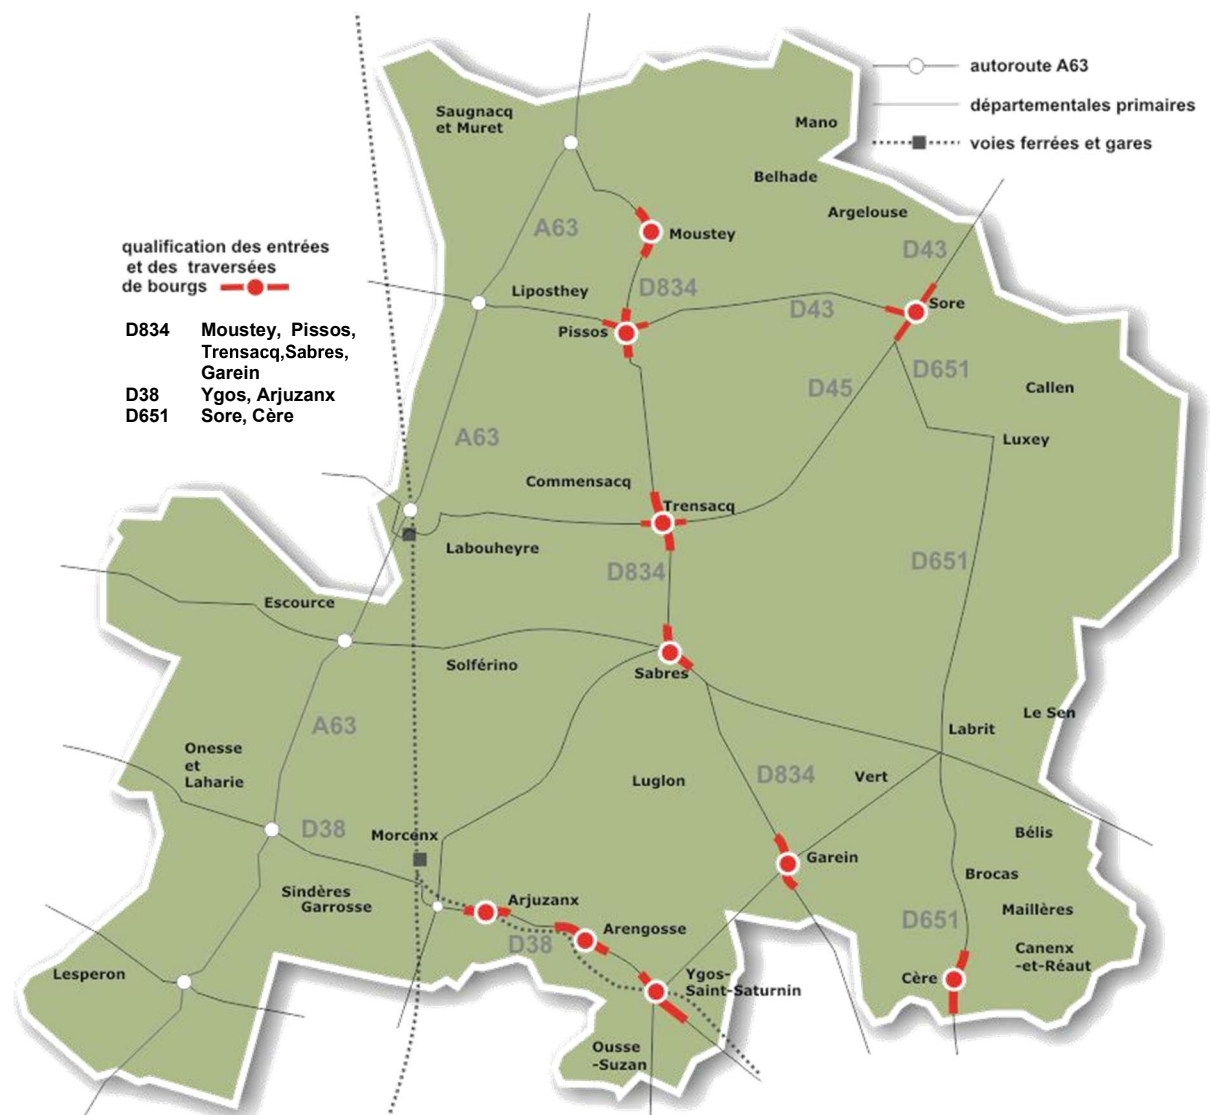 autoroute A63
départementales primaires
voies ferrées et gares
Saugnacq
et Muret
Mano
Belhade
Argelouse
A63
Moustey
D43
qualification des entrées
et des traversées
de bourgs
Liposthey
D834
D43
Sore
Pissos
D834 Moustey, Pissos,
Trensacq,Sabres,
Garein
D38 Ygos, Arjuzanx
D651 Sore, Cère
D651
D45
Callen
A63
Luxey
Commensacq
Trensacq
Labouheyre
D834
D651
Escource
Solférino
Sabres
Le Sen
A63
Labrit
Onesse
et
Laharie
Luglon
D834
Vert
D38
Morcenx
Bélis
Garein
Brocas
Sindères
Garrosse
Arjuzanx
Maillères
D38
Arengosse
D651
Canenx
-et-Réaut
Lesperon
Ygos-
Saint-Saturnin
Cère
Ousse
-Suzan